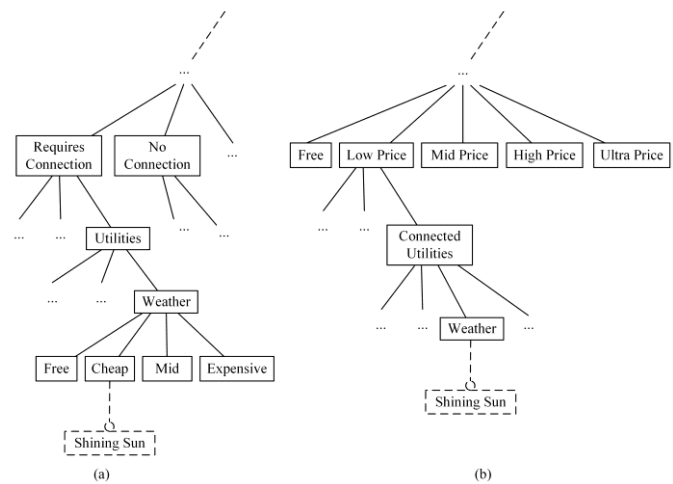 ...
...
Requires
Connection
No
Connection
...
Free
Low Price
Mid Price
High Price
Ultra Price
... ...
... ...
... ...
Utilities
Connected
Utilities
... ...
Weather
... ...
Weather
...
Free
Cheap
Mid
Expensive
Shining Sun
Shining Sun
(a)
(b)